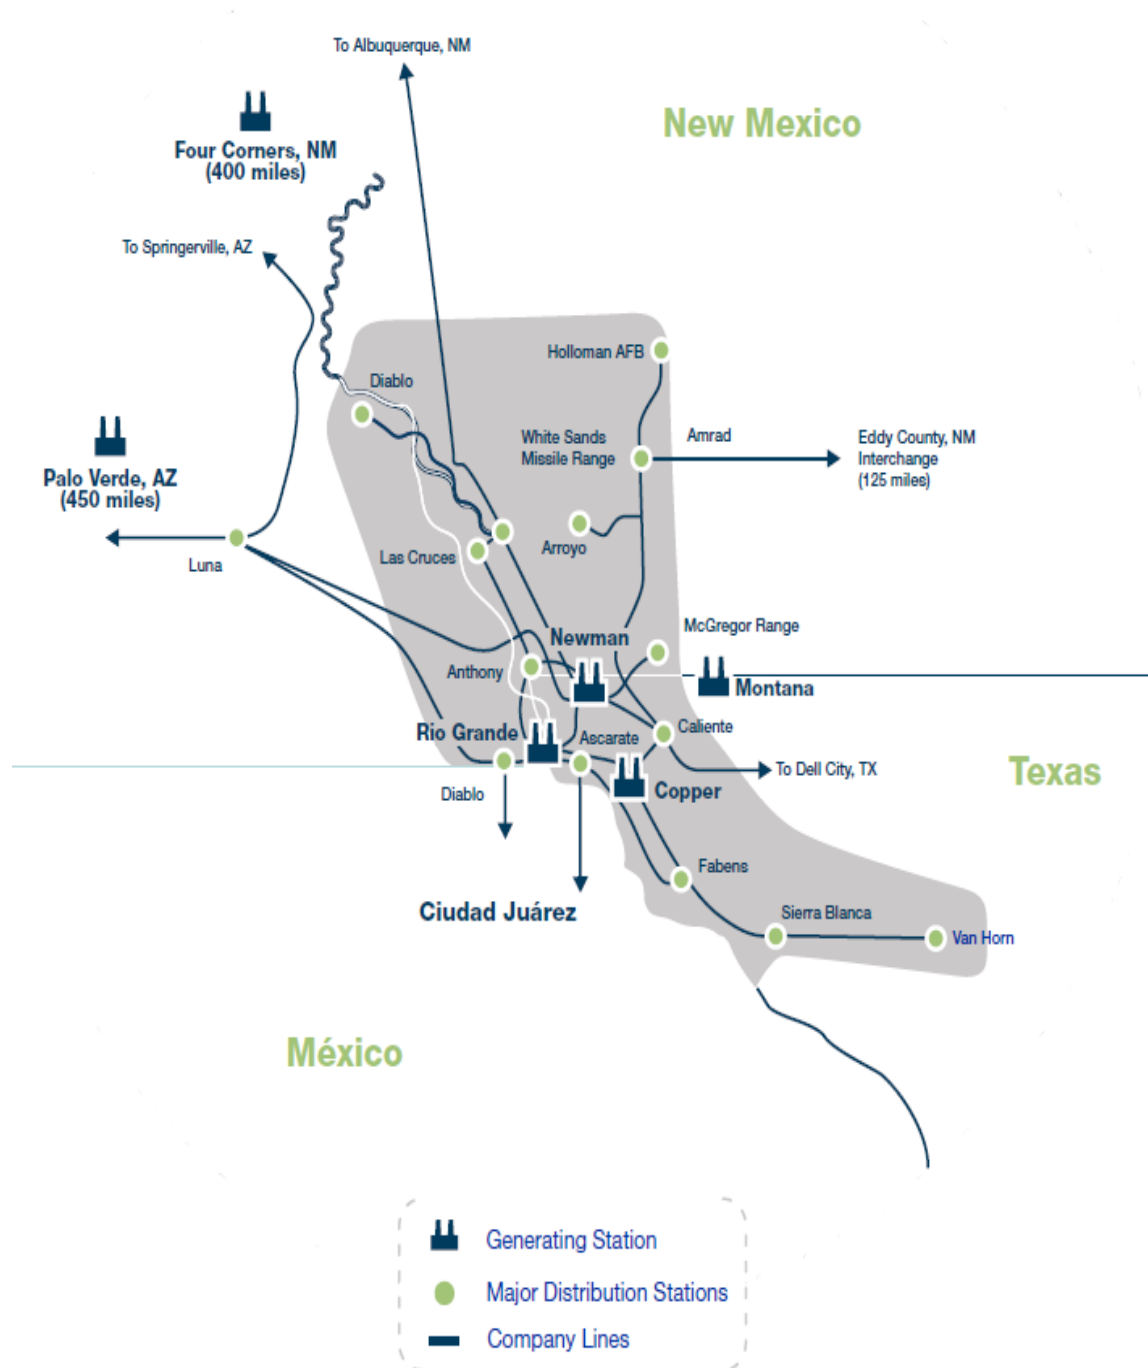 To Albuquerque, NM
New Mexico
Four Corners, NM
(400 miles)
To Springerville, AZ
Holloman AFB
Diablo
White Sands
Missile Range
Amrad
Eddy County, NM
Interchange
(125 miles)
Palo Verde, AZ
(450 miles)
Luna
Las Cruces
Arroyo
McGregor Range
Newman
Anthony
Montana
Rio Grande
Ascarate
Caliente
To Dell City, TX
Texas
Diablo
Copper
Fabens
Ciudad Juárez
Sierra Blanca
Van Horn
México
Generating Station
Major Distribution Stations
Company Lines